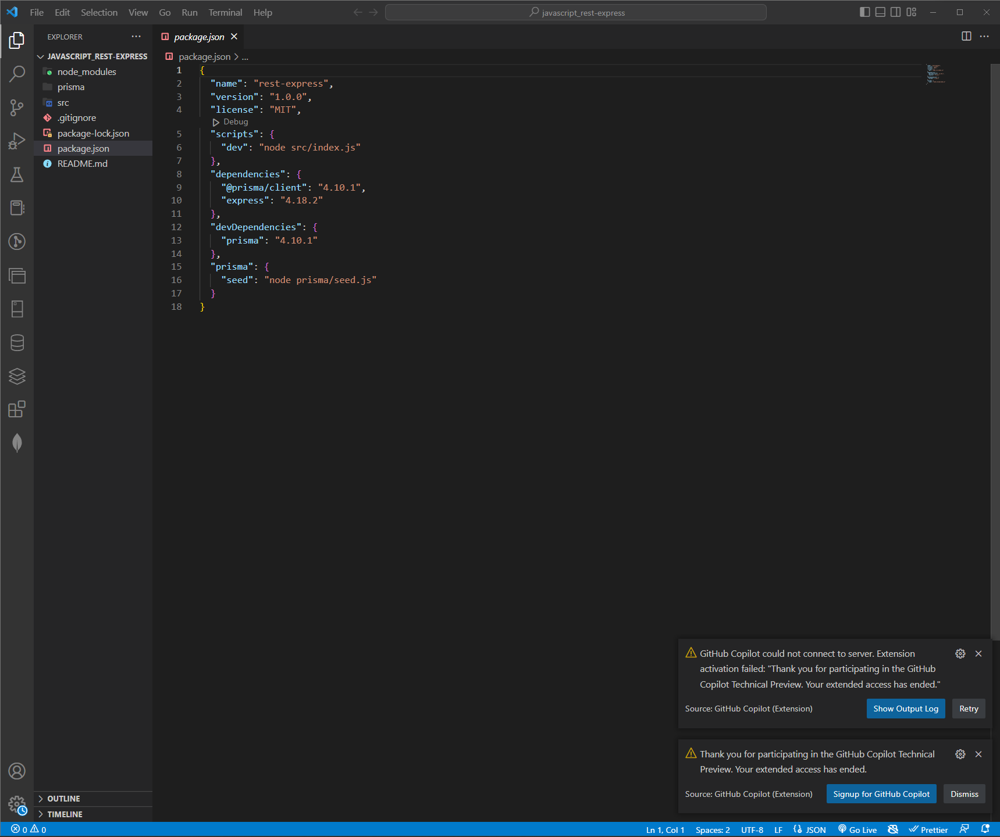 File Edit Selection View Go Run Terminal Help
javascript_rest-express
EXPLORER
JAVASCRIPT_REST-EXPRESS
node_modules
prisma
src
.gitignore
package-lock.json
package.json
README.md
OUTLINE
TIMELINE
package.json
package.json > ...
1 {
2 "name": "rest-express",
3 "version": "1.0.0",
4 "license": "MIT",
Debug
5 "scripts": {
6 "dev": "node src/index.js"
7 },
8 "dependencies": {
9 "@prisma/client": "4.10.1",
10 "express": "4.18.2"
11 },
12 "devDependencies": {
13 "prisma": "4.10.1"
14 },
15 "prisma": {
16 "seed": "node prisma/seed.js"
17 }
18 }
GitHub Copilot could not connect to server. Extension
activation failed: "Thank you for participating in the GitHub
Copilot Technical Preview. Your extended access has ended."
Source: GitHub Copilot (Extension)
Show Output Log
Retry
Thank you for participating in the GitHub Copilot Technical
Preview. Your extended access has ended.
Source: GitHub Copilot (Extension)
Signup for GitHub Copilot
Dismiss
0 0
Ln 1, Col 1 Spaces: 2 UTF-8 LF JSON Go Live Prettier